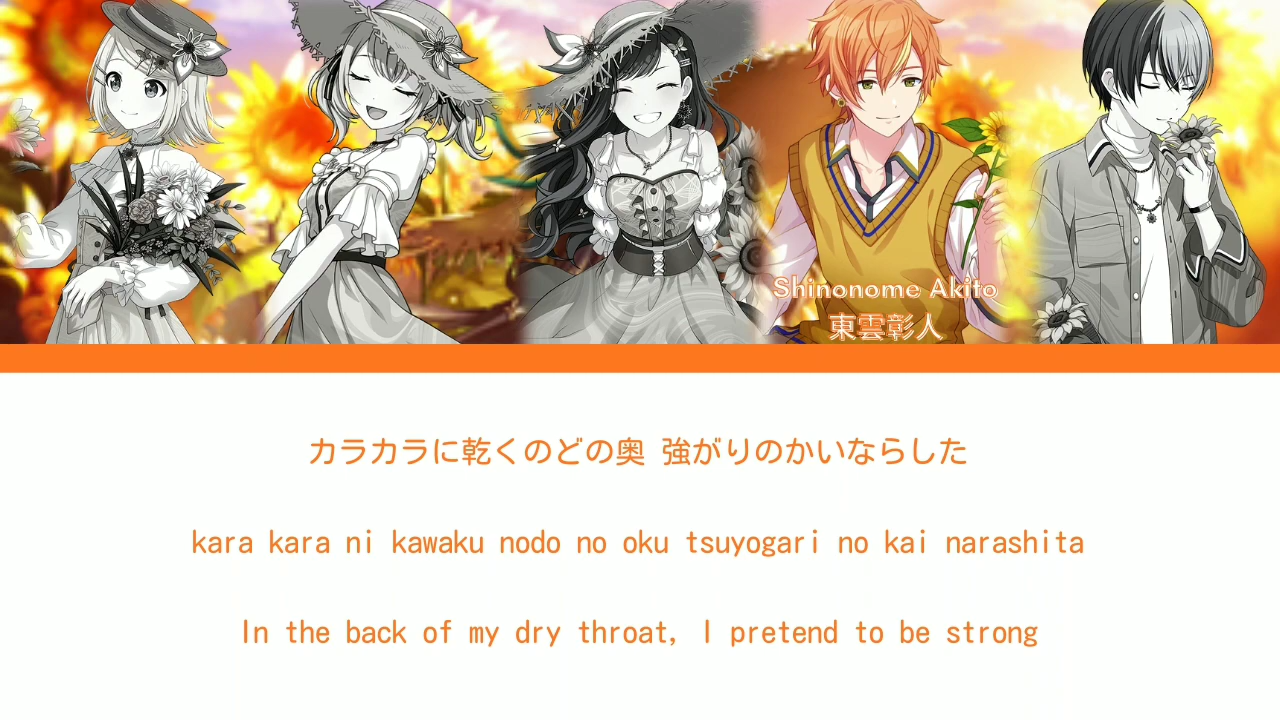 Shinonome Akito
東雲彰人
カラカラに乾くのどの奥 強がりのかいならした
kara kara ni kawaku nodo no oku tsuyogari no kai narashita
In the back of my dry throat, I pretend to be strong